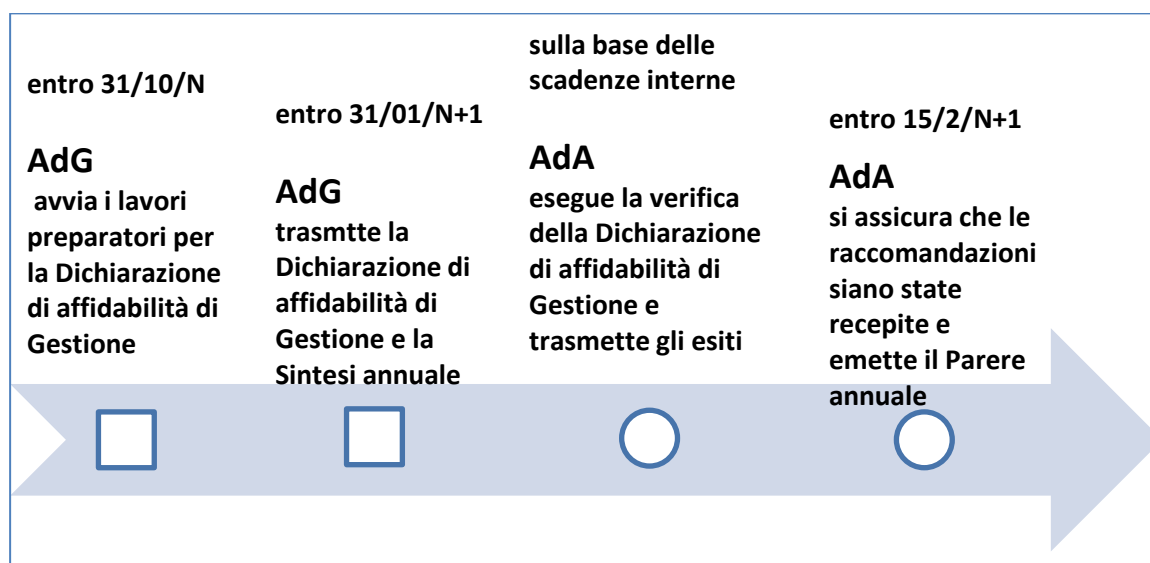 entro 31/10/N
AdG
avvia i lavori
preparatori per
la Dichiarazione
di affidabilità di
Gestione
entro 31/01/N+1
AdG
trasmtte la
Dichiarazione di
affidabilità di
Gestione e la
Sintesi annuale
sulla base delle
scadenze interne
AdA
esegue la verifica
della Dichiarazione
di affidabilità di
Gestione e
trasmette gli esiti
entro 15/2/N+1
AdA
si assicura che le
raccomandazioni
siano state
recepite e
emette il Parere
annuale